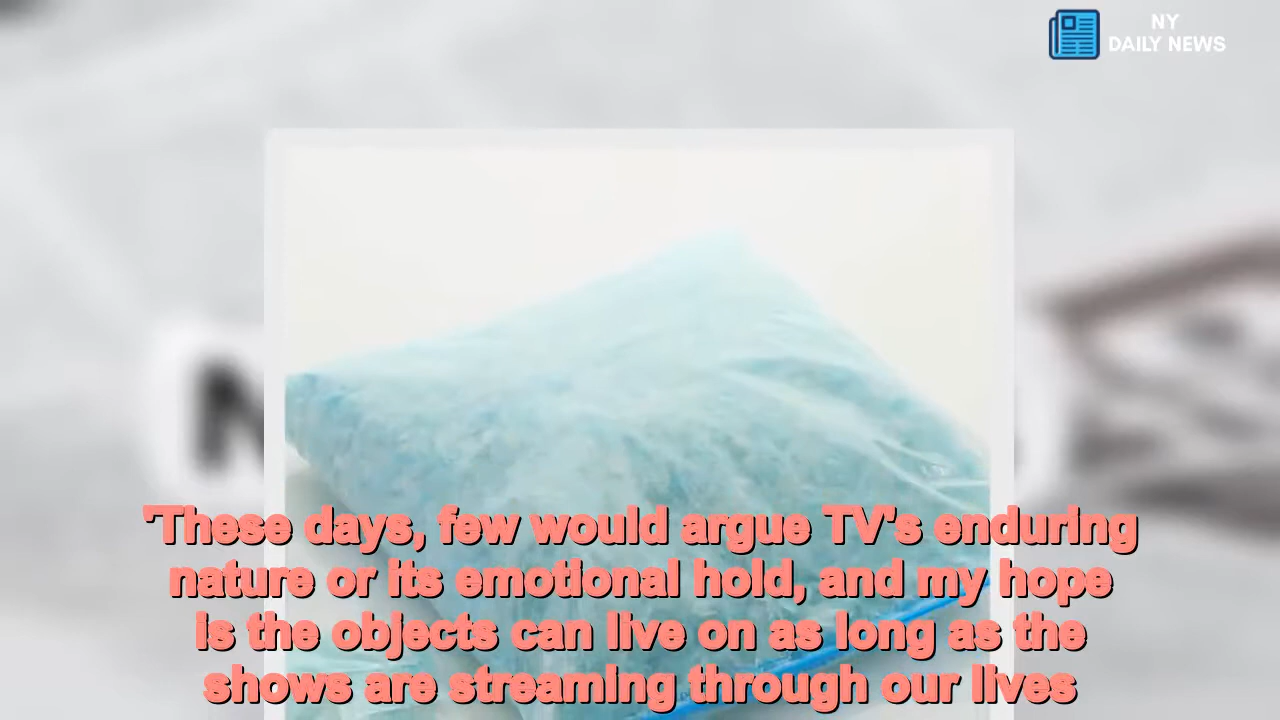 NY
DAILY NEWS
'These days, few would argue TV's enduring
nature or its emotional hold, and my hope
is the objects can live on as long as the
shows are streaming through our lives